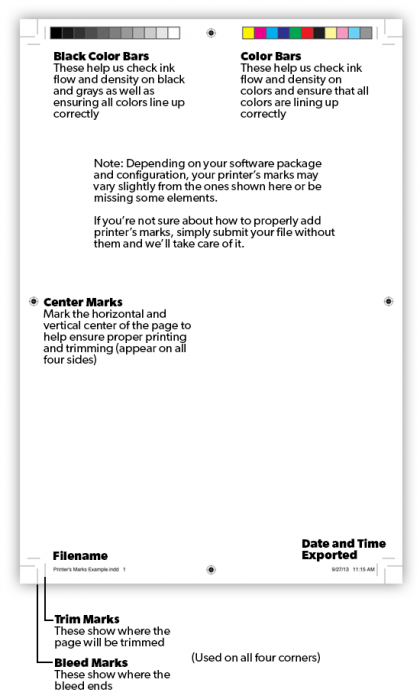 Black Color Bars
These help us check ink
flow and density on black
and grays as well as
ensuring all colors line up
correctly
Color Bars
These help us check ink
flow and density on
colors and ensure that all
colors are lining up
correctly
Note: Depending on your software package
and configuration, your printer's marks may
vary slightly from the ones shown here or be
missing some elements.
If you're not sure about how to properly add
printer's marks, simply submit your file without
them and we'll take care of it.
Center Marks
Mark the horizontal and
vertical center of the page to
help ensure proper printing
and trimming (appear on all
four sides)
Filename
Printer's Marks Example.indd 1
Date and Time
Exported
9/27/13 11:15 AM
Trim Marks
These show where the
page will be trimmed
(Used on all four corners)
Bleed Marks
These show where the
bleed ends